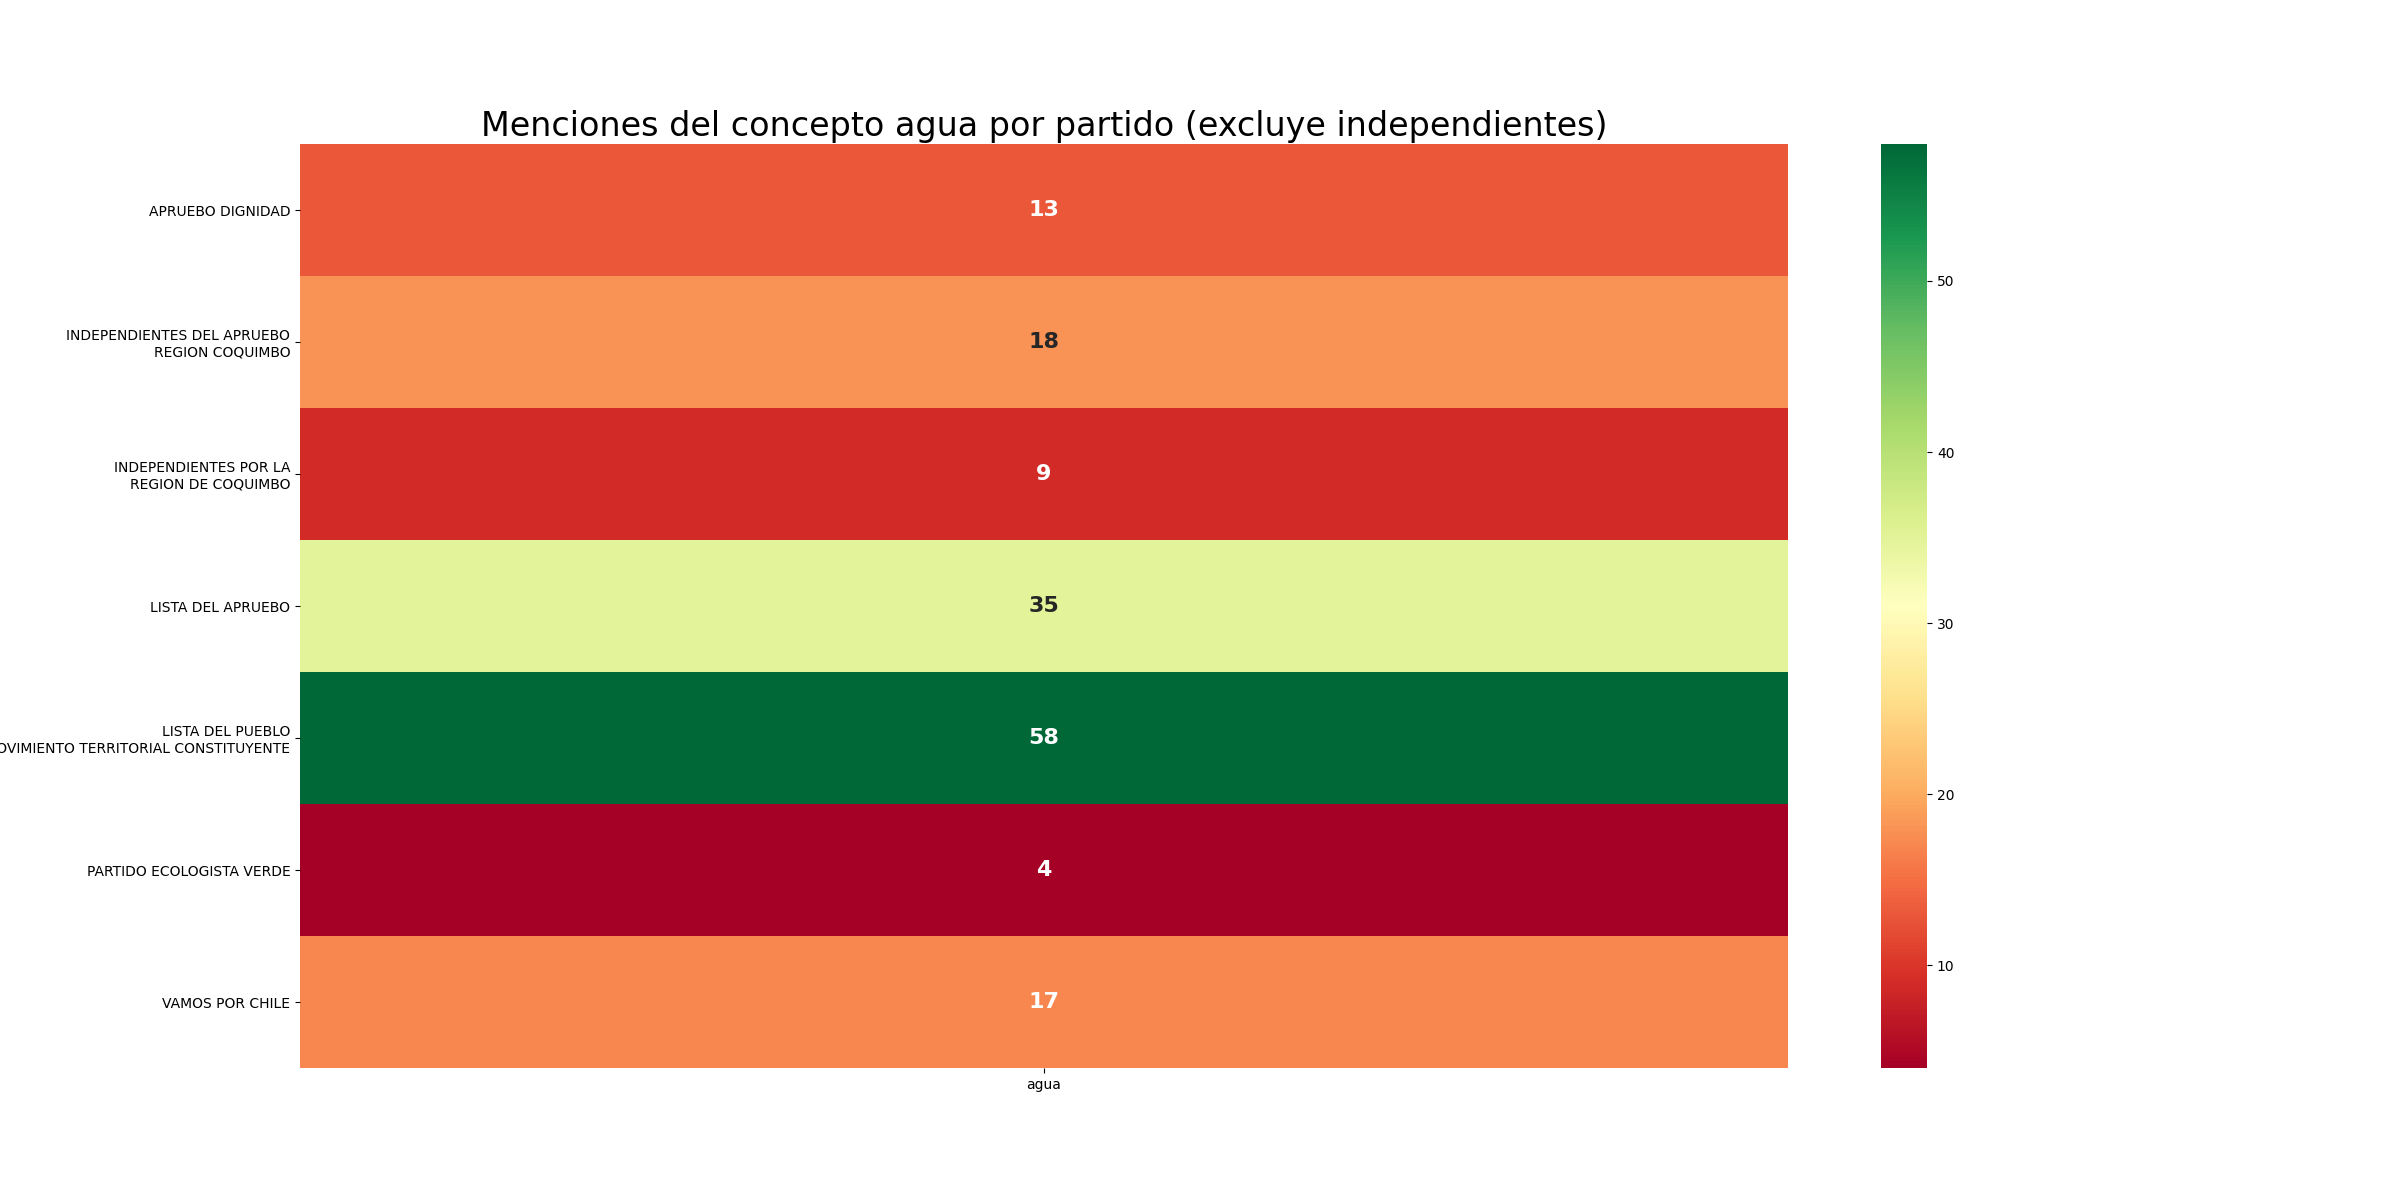 Menciones del concepto agua por partido (excluye independientes)
APRUEBO DIGNIDAD
13
INDEPENDIENTES DEL APRUEBO
REGION COQUIMBO
18
INDEPENDIENTES POR LA
REGION DE COQUIMBO
9
LISTA DEL APRUEBO
35
LISTA DEL PUEBLO
TERRITORIAL CONSTITUYENTE
58
PARTIDO ECOLOGISTA VERDE
4
VAMOS POR CHILE
17
agua
50
40
30
20
10